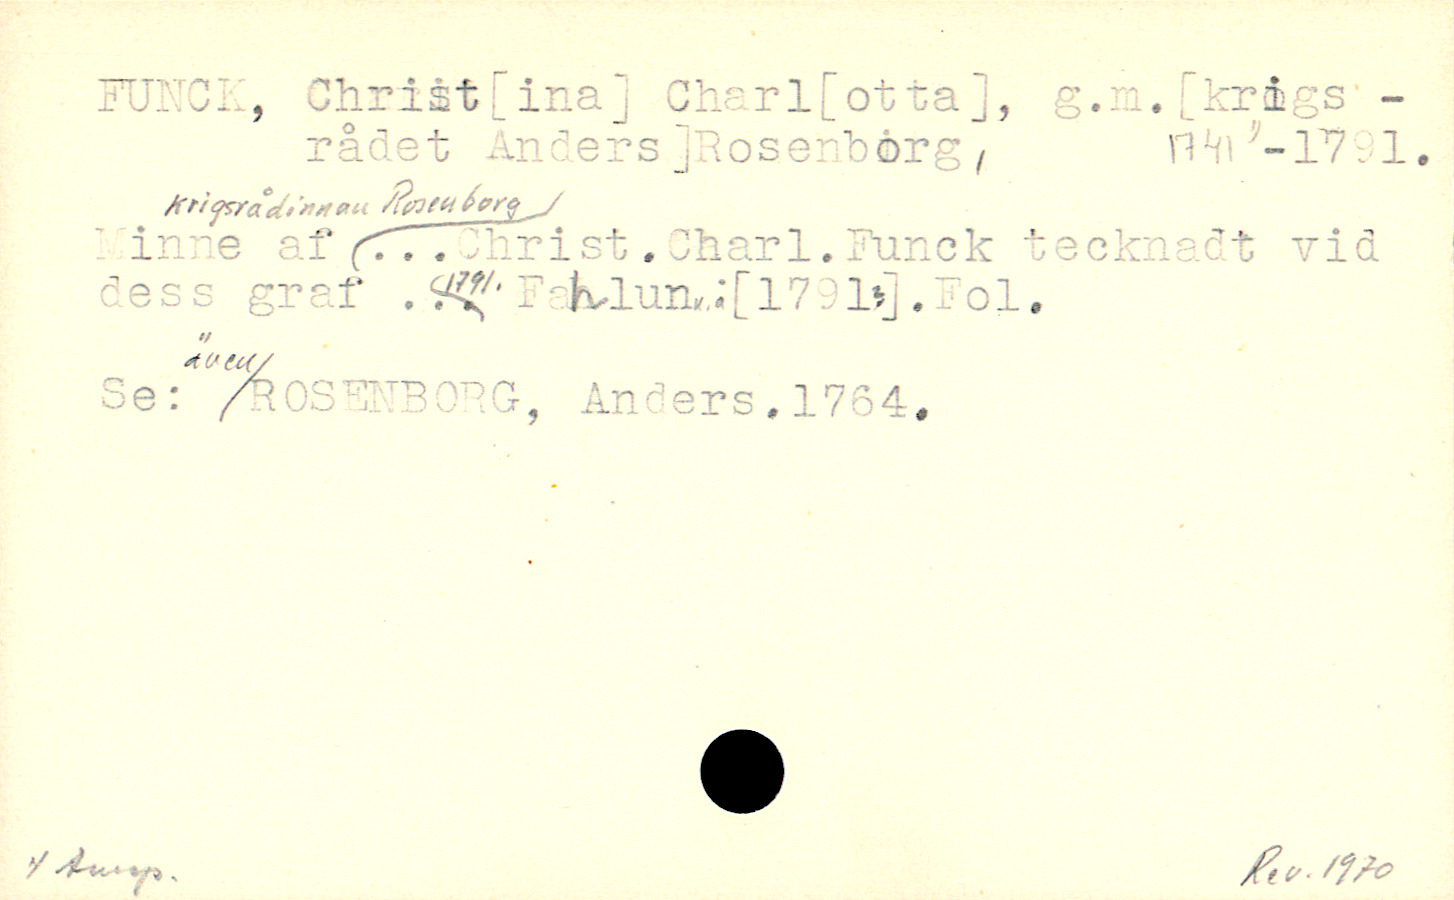 FUNCK, Christ[ina] Charl[otta], g.m.[krigs -
rådet Anders]Rosenborg, 1741"-1791.
krigsrådinnan Rosenborg
Minne af ...Christ.Charl.Funck tecknadt vid
dess graf ... 1791. Fahlun.:[1791].Fol.
även
Se: ROSENBORG, Anders.1764.
Rev. 1970